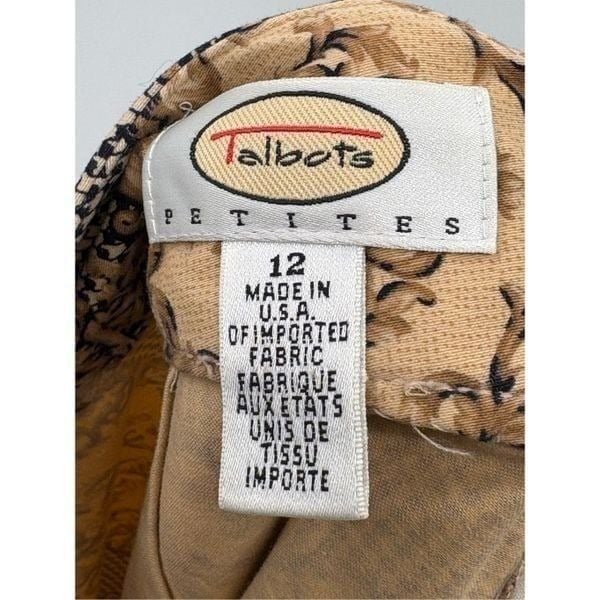 Talbots
PETITES
12
MADE IN
U.S.A.
OF IMPORTED
FABRIC
FABRIQUE
AUX ETATS
UNIS DE
TISSU
IMPORTE